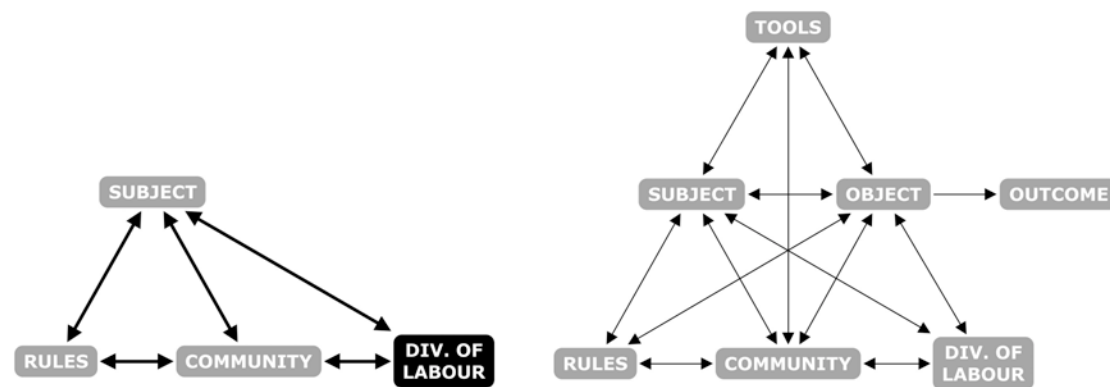 SUBJECT
RULES
COMMUNITY
DIV. OF
LABOUR
TOOLS
SUBJECT
OBJECT
OUTCOME
RULES
COMMUNITY
DIV. OF
LABOUR